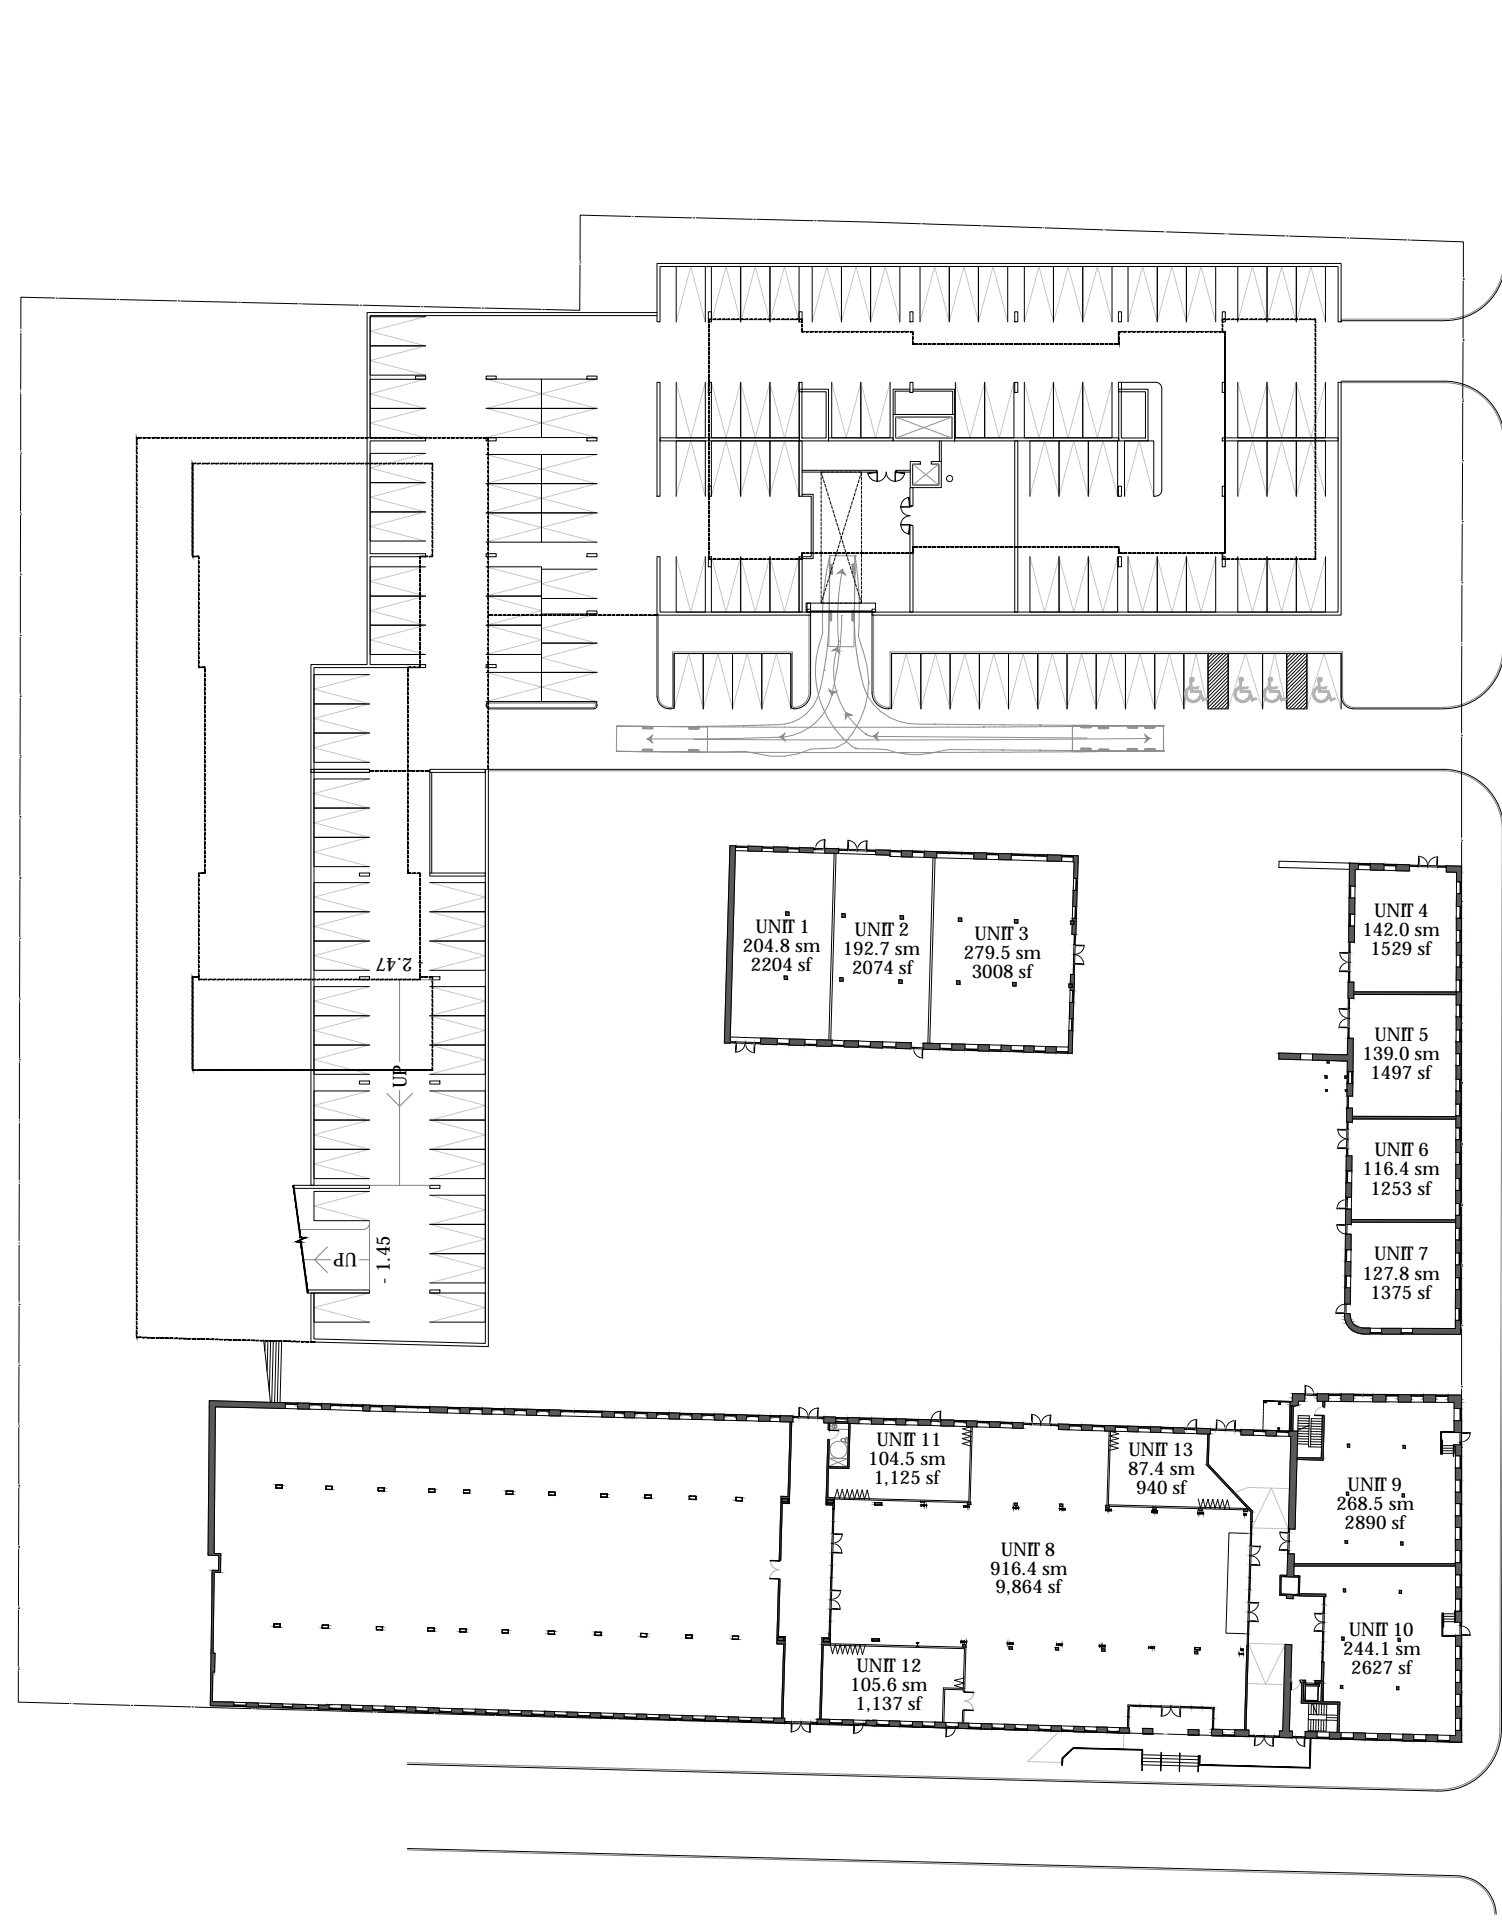 UNIT 1
204.8 sm
2204 sf
UNIT 2
192.7 sm
2074 sf
UNIT 3
279.5 sm
3008 sf
UNIT 4
142.0 sm
1529 sf
UNIT 5
139.0 sm
1497 sf
UNIT 6
116.4 sm
1253 sf
UNIT 7
127.8 sm
1375 sf
- 2.47
UP
UP
- 1.45
UNIT 11
104.5 sm
1,125 sf
UNIT 13
87.4 sm
940 sf
UNIT 9
268.5 sm
2890 sf
UNIT 8
916.4 sm
9,864 sf
UNIT 12
105.6 sm
1,137 sf
UNIT 10
244.1 sm
2627 sf